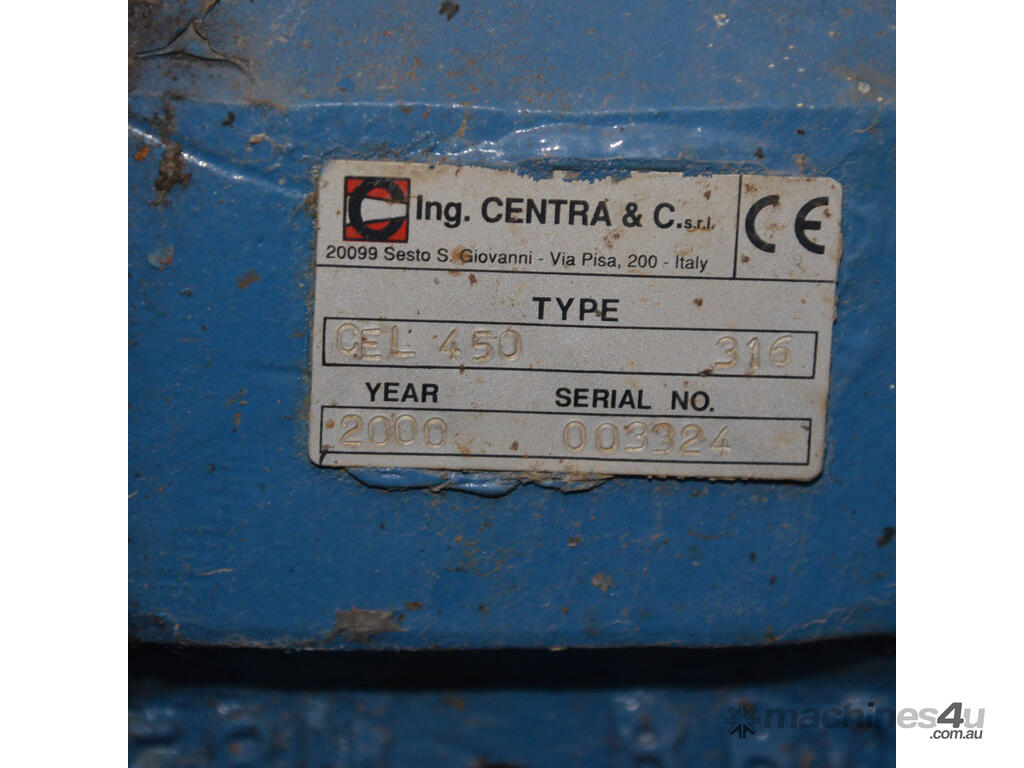 Ing. CENTRA & C.s.r.l. CE
20099 Sesto S. Giovanni - Via Pisa, 200 - Italy
TYPE
CEL 450 316
YEAR SERIAL NO.
2000 003324
machines4u
.com.au